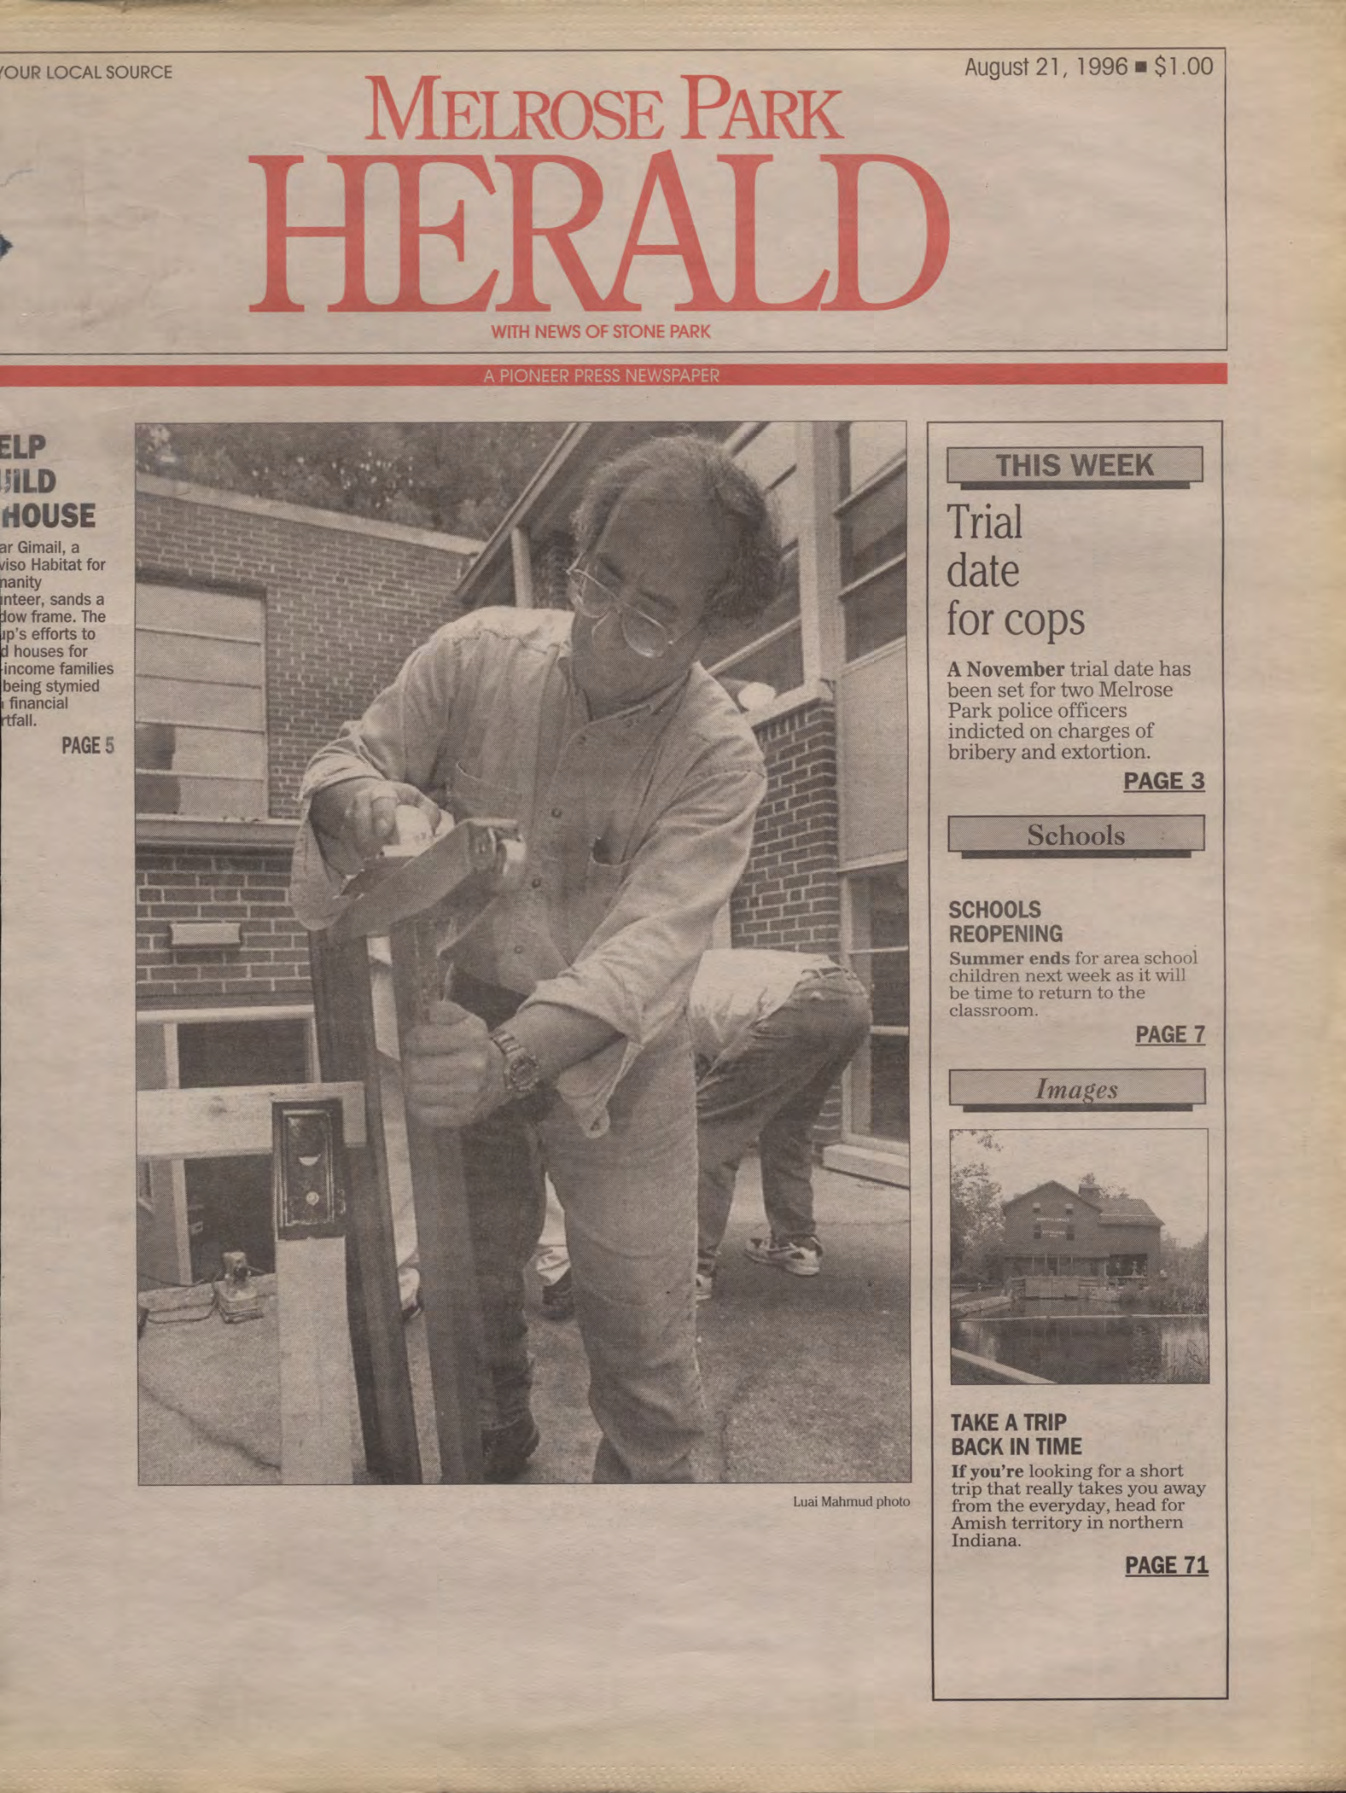 YOUR LOCAL SOURCE
August 21, 1996 ■ $1.00
MELROSE PARK
HERALD
WITH NEWS OF STONE PARK
A PIONEER PRESS NEWSPAPER
ELP
UILD
HOUSE
ar Gimail, a
viso Habitat for
manity
unteer, sands a
dow frame. The
up's efforts to
d houses for
-income families
being stymied
financial
rtfall.
PAGE 5
Luai Mahmud photo
THIS WEEK
Trial
date
for cops
A November trial date has
been set for two Melrose
Park police officers
indicted on charges of
bribery and extortion.
PAGE 3
Schools
SCHOOLS
REOPENING
Summer ends for area school
children next week as it will
be time to return to the
classroom.
PAGE 7
Images
TAKE A TRIP
BACK IN TIME
If you're looking for a short
trip that really takes you away
from the everyday, head for
Amish territory in northern
Indiana.
PAGE 71